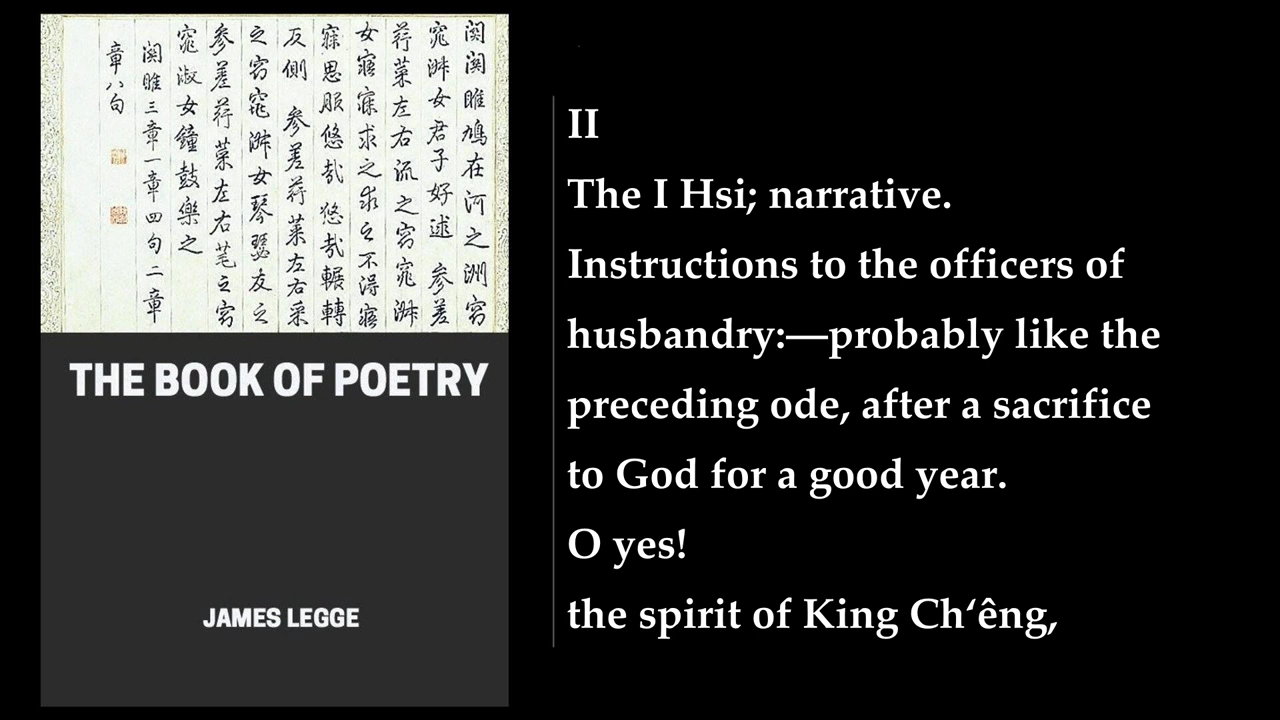 関関雎鳩在河之洲窈
窕淑女君子好逑 参差
荇菜左右流之窈窕淑
女寤寐求之求之不得寤
寐思服悠哉悠哉輾轉
反側 参差荇菜左右采
之窈窕淑女琴瑟友之
参差荇菜左右芼之窈
窕淑女鐘鼓樂之
関雎三章一章四句二章
章八句
THE BOOK OF POETRY
JAMES LEGGE
II
The I Hsi; narrative.
Instructions to the officers of
husbandry:—probably like the
preceding ode, after a sacrifice
to God for a good year.
O yes!
the spirit of King Ch‘êng,